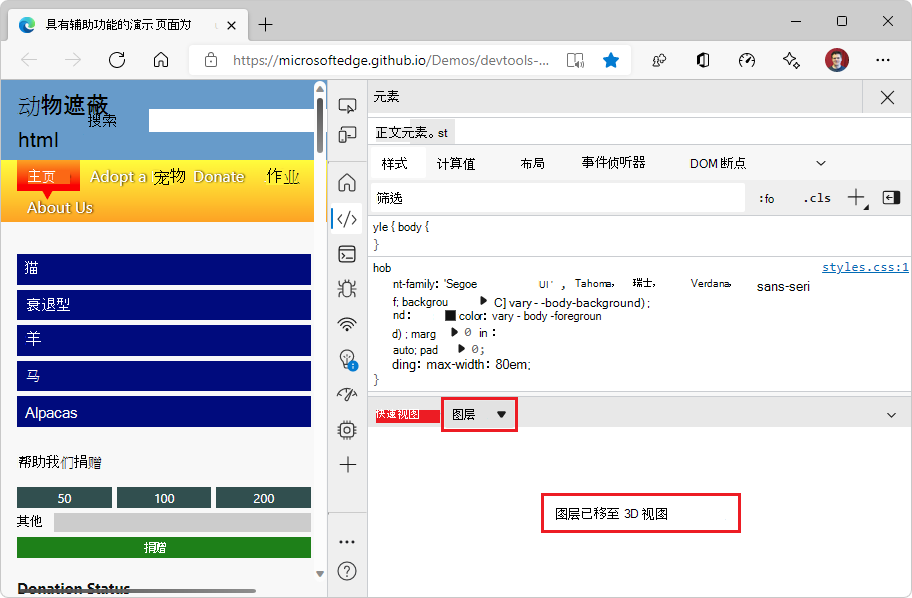 具有辅助功能的演示 页面为
https://microsoftedge.github.io/Demos/devtools-...
动物遮蔽
搜索
html
主页 Adopt a 宠物 Donate 作业
About Us
猫
衰退型
羊
马
Alpacas
帮助我们捐赠
50 100 200
其他
捐赠
Donation Status
元素
正文元素。st
样式 计算值 布局 事件侦听器 DOM 断点
筛选 :fo .cls
yle { body {
}
hob styles.css:1
nt-family: 'Segoe UI' , Tahoma, 瑞士, Verdana, sans-seri
f; backgrou C] vary - -body-background) ;
nd: color: vary - body -foregroun
d) ; marg 0 in :
auto; pad 0;
ding: max-width: 80em;
}
快速视图 图层
图层已移至 3D 视图